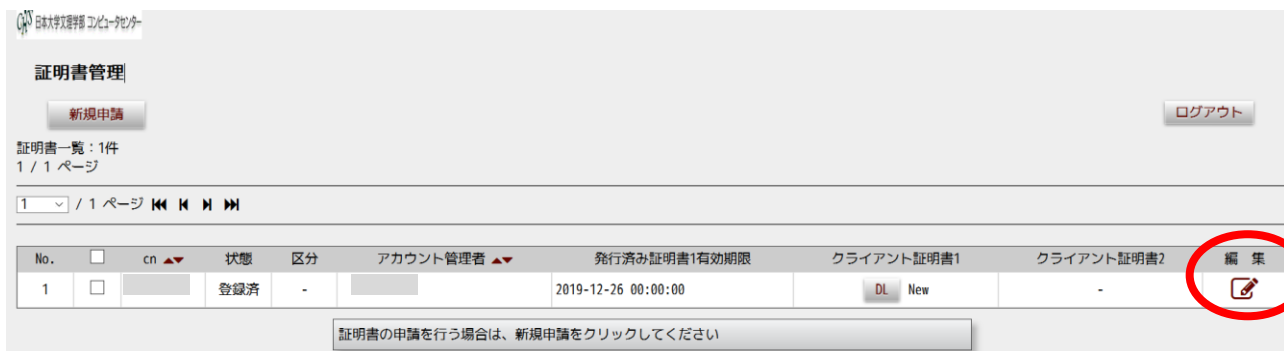 CHS 日本大学文理学部 コンピュータセンター
証明書管理
新規申請
ログアウト
証明書一覧：1件
1 / 1 ページ
1 / 1 ページ
No. cn ▲▼ 状態 区分 アカウント管理者 ▲▼ 発行済み証明書1有効期限 クライアント証明書1 クライアント証明書2 編 集
1 登録済 - 2019-12-26 00:00:00 DL New -
証明書の申請を行う場合は、新規申請をクリックしてください